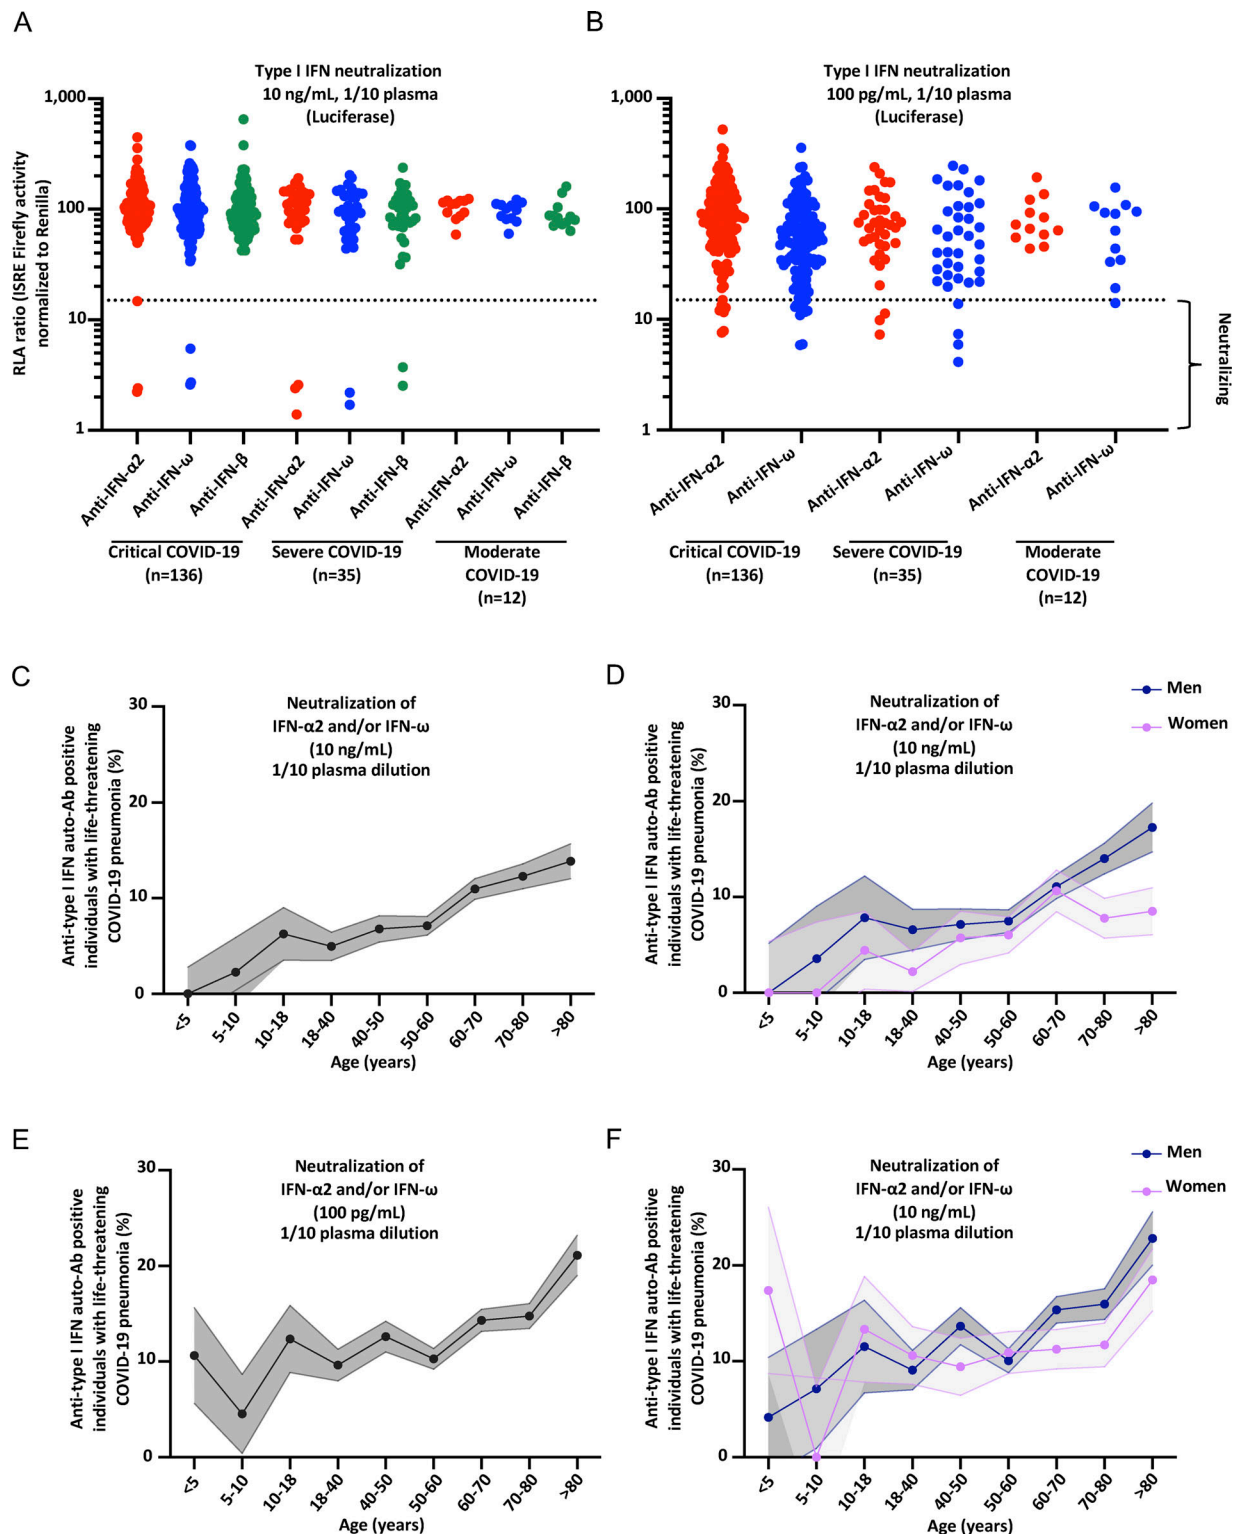 A
Type I IFN neutralization
10 ng/mL, 1/10 plasma
(Luciferase)
RLA ratio (ISRE Firefly activity
normalized to Renilla)
1,000
100
10
1
Anti-IFN-α2
Anti-IFN-ω
Anti-IFN-β
Anti-IFN-α2
Anti-IFN-ω
Anti-IFN-β
Anti-IFN-α2
Anti-IFN-ω
Anti-IFN-β
Critical COVID-19
(n=136)
Severe COVID-19
(n=35)
Moderate
COVID-19
(n=12)
B
Type I IFN neutralization
100 pg/mL, 1/10 plasma
(Luciferase)
1,000
100
10
1
Neutralizing
Anti-IFN-α2
Anti-IFN-ω
Anti-IFN-α2
Anti-IFN-ω
Anti-IFN-α2
Anti-IFN-ω
Critical COVID-19
(n=136)
Severe COVID-19
(n=35)
Moderate
COVID-19
(n=12)
C
Neutralization of
IFN-α2 and/or IFN-ω
(10 ng/mL)
1/10 plasma dilution
Anti-type I IFN auto-Ab positive
individuals with life-threatening
COVID-19 pneumonia (%)
30
20
10
0
<5
5-10
10-18
18-40
40-50
50-60
60-70
70-80
>80
Age (years)
D
Neutralization of
IFN-α2 and/or IFN-ω
(10 ng/mL)
1/10 plasma dilution
Men
Women
Anti-type I IFN auto-Ab positive
individuals with life-threatening
COVID-19 pneumonia (%)
30
20
10
0
<5
5-10
10-18
18-40
40-50
50-60
60-70
70-80
>80
Age (years)
E
Neutralization of
IFN-α2 and/or IFN-ω
(100 pg/mL)
1/10 plasma dilution
Anti-type I IFN auto-Ab positive
individuals with life-threatening
COVID-19 pneumonia (%)
30
20
10
0
<5
5-10
10-18
18-40
40-50
50-60
60-70
70-80
>80
Age (years)
F
Neutralization of
IFN-α2 and/or IFN-ω
(10 ng/mL)
1/10 plasma dilution
Men
Women
Anti-type I IFN auto-Ab positive
individuals with life-threatening
COVID-19 pneumonia (%)
30
20
10
0
<5
5-10
10-18
18-40
40-50
50-60
60-70
70-80
>80
Age (years)